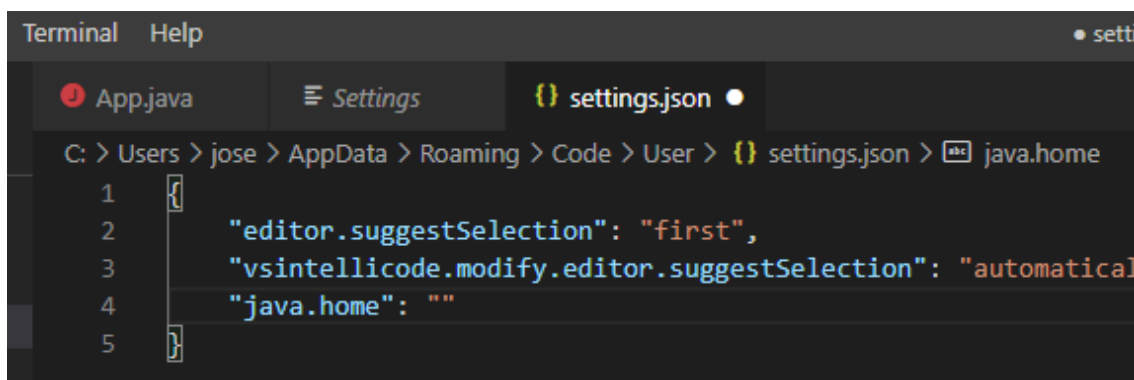 Terminal Help ● setti
App.java Settings {} settings.json ●
C: > Users > jose > AppData > Roaming > Code > User > {} settings.json > abc java.home
1 {
2 "editor.suggestSelection": "first",
3 "vsintellicode.modify.editor.suggestSelection": "automatical
4 "java.home": ""
5 }